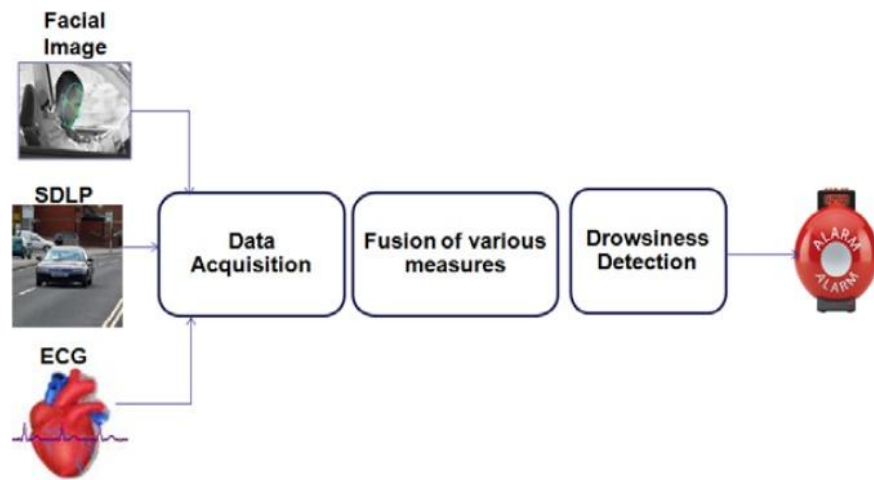 Facial
Image
SDLP
ECG
Data
Acquisition
Fusion of various
measures
Drowsiness
Detection
ALARM
ALARM